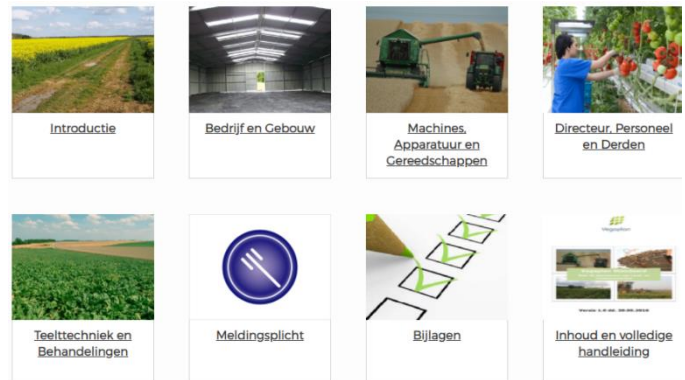 Introductie
Bedrijf en Gebouw
Machines,
Apparatuur en
Gereedschappen
Directeur, Personeel
en Derden
Teelttechniek en
Behandelingen
Meldingsplicht
Bijlagen
Vegaplan
Inhoud en volledige
handleiding